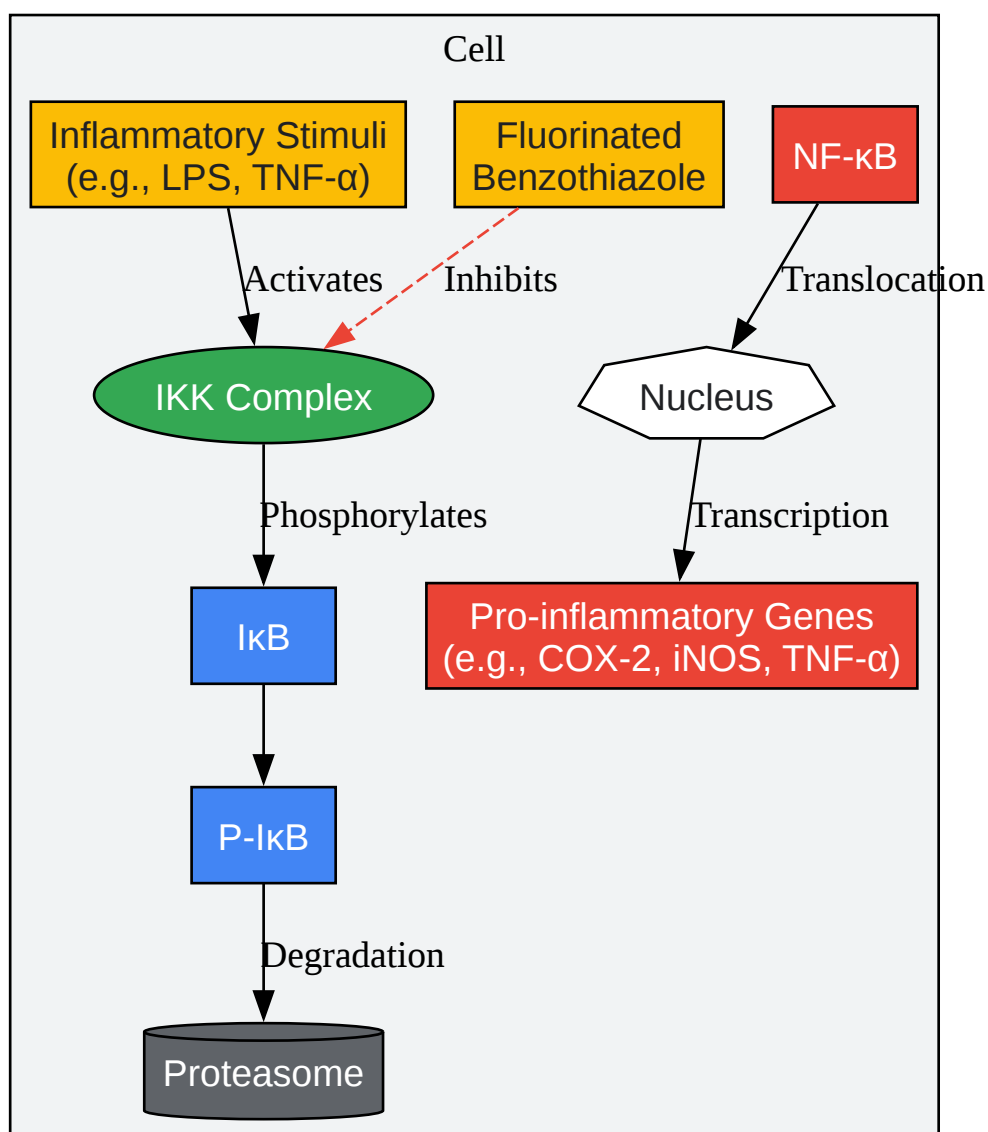 Cell
Inflammatory Stimuli
(e.g., LPS, TNF-α)
Fluorinated
Benzothiazole
NF-κB
Activates
Inhibits
Translocation
IKK Complex
Nucleus
Phosphorylates
Transcription
IκB
Pro-inflammatory Genes
(e.g., COX-2, iNOS, TNF-α)
P-IκB
Degradation
Proteasome